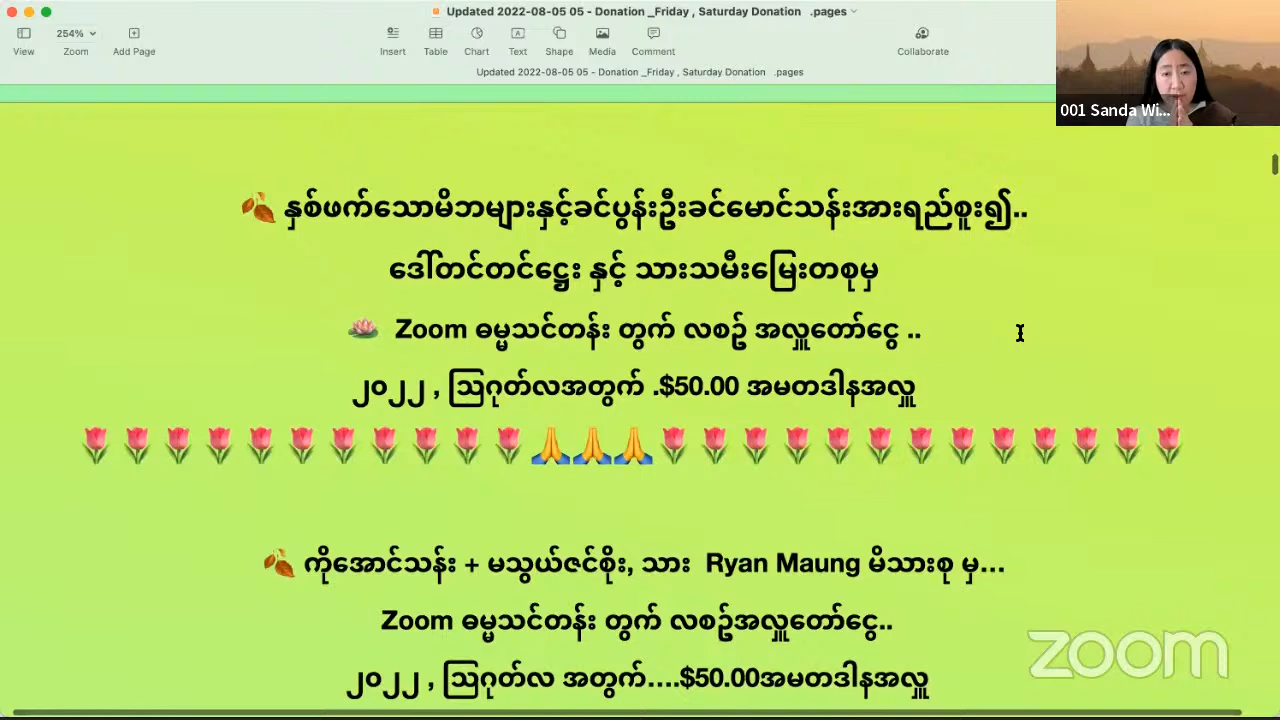 Updated 2022-08-05 05 - Donation _Friday , Saturday Donation .pages
254%
View Zoom Add Page Insert Table Chart Text Shape Media Comment Collaborate
Updated 2022-08-05 05 - Donation _Friday , Saturday Donation .pages
001 Sanda Wi...
နှစ်ဖက်သောမိဘများနှင့်ခင်ပွန်းဦးခင်မောင်သန်းအားရည်စူး၍..
ဒေါ်တင်တင်ဌွေး နှင့် သားသမီးမြေးတစုမှ
Zoom ဓမ္မသင်တန်း တွက် လစဥ် အလှူတော်ငွေ ..
၂၀၂၂ , ဩဂုတ်လအတွက် .$50.00 အမတဒါနအလှူ
ကိုအောင်သန်း + မသွယ်ဇင်စိုး, သား Ryan Maung မိသားစု မှ...
Zoom ဓမ္မသင်တန်း တွက် လစဥ်အလှူတော်ငွေ..
၂၀၂၂ , ဩဂုတ်လ အတွက်....$50.00အမတဒါနအလှူ
zoom